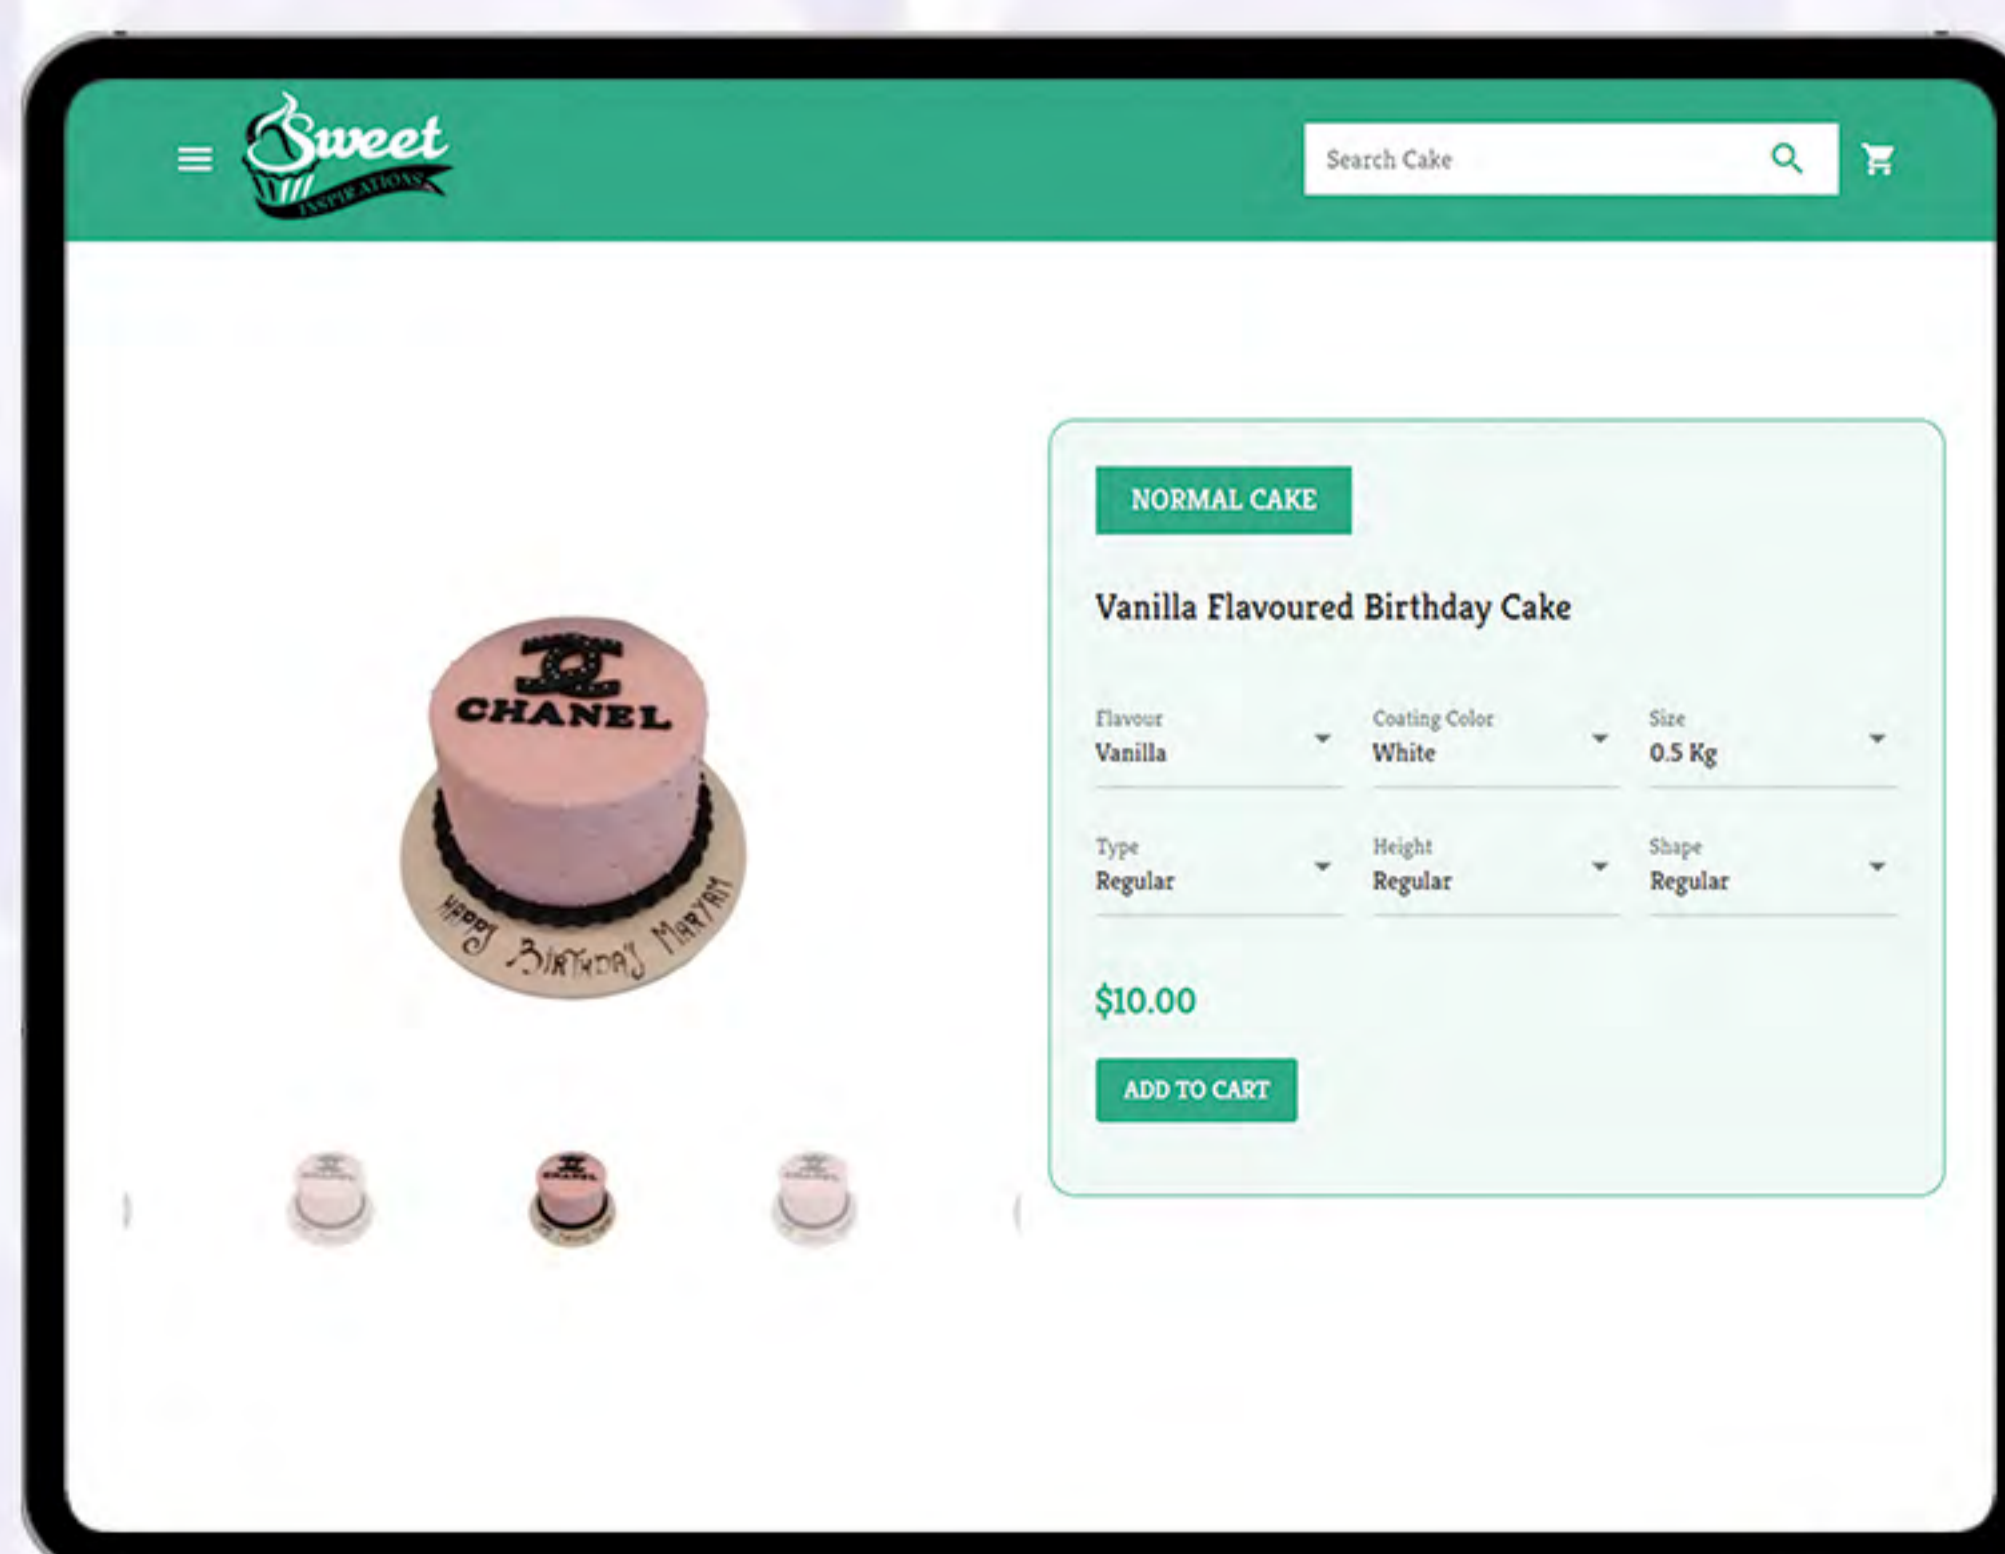 Sweet
INSPIRATIONS
Search Cake
CHANEL
HAPPY BIRTHDAY MARYAM
NORMAL CAKE
Vanilla Flavoured Birthday Cake
Flavour Coating Color Size
Vanilla White 0.5 Kg
Type Height Shape
Regular Regular Regular
$10.00
ADD TO CART
CHANEL